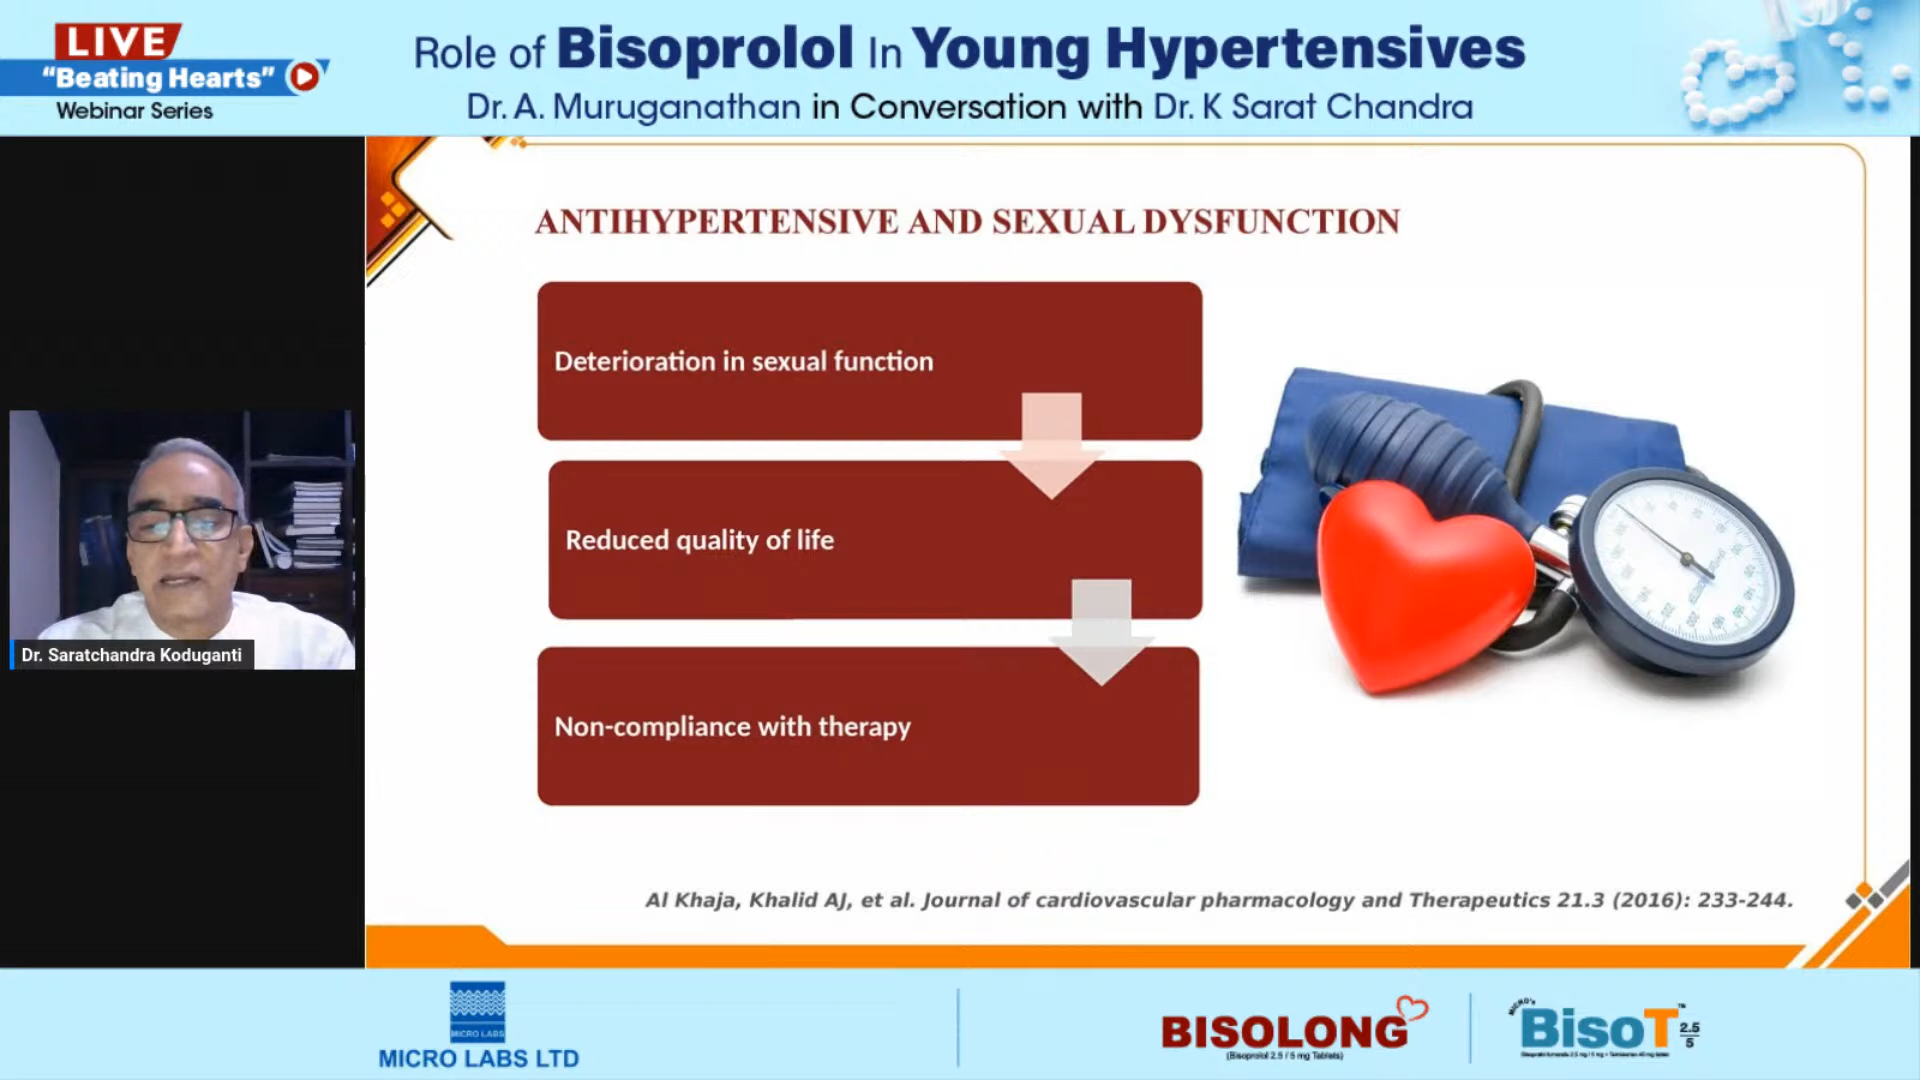 LIVE
"Beating Hearts"
Webinar Series
Role of Bisoprolol In Young Hypertensives
Dr. A. Muruganathan in Conversation with Dr. K Sarat Chandra
ANTIHYPERTENSIVE AND SEXUAL DYSFUNCTION
Deterioration in sexual function
Reduced quality of life
Non-compliance with therapy
Dr. Saratchandra Koduganti
Al Khaja, Khalid AJ, et al. Journal of cardiovascular pharmacology and Therapeutics 21.3 (2016): 233-244.
MICRO LABS
MICRO LABS LTD
BISOLONG
(Bisoprolol 2.5 / 5 mg Tablets)
MICRO's
BisoT™ 2.5
5